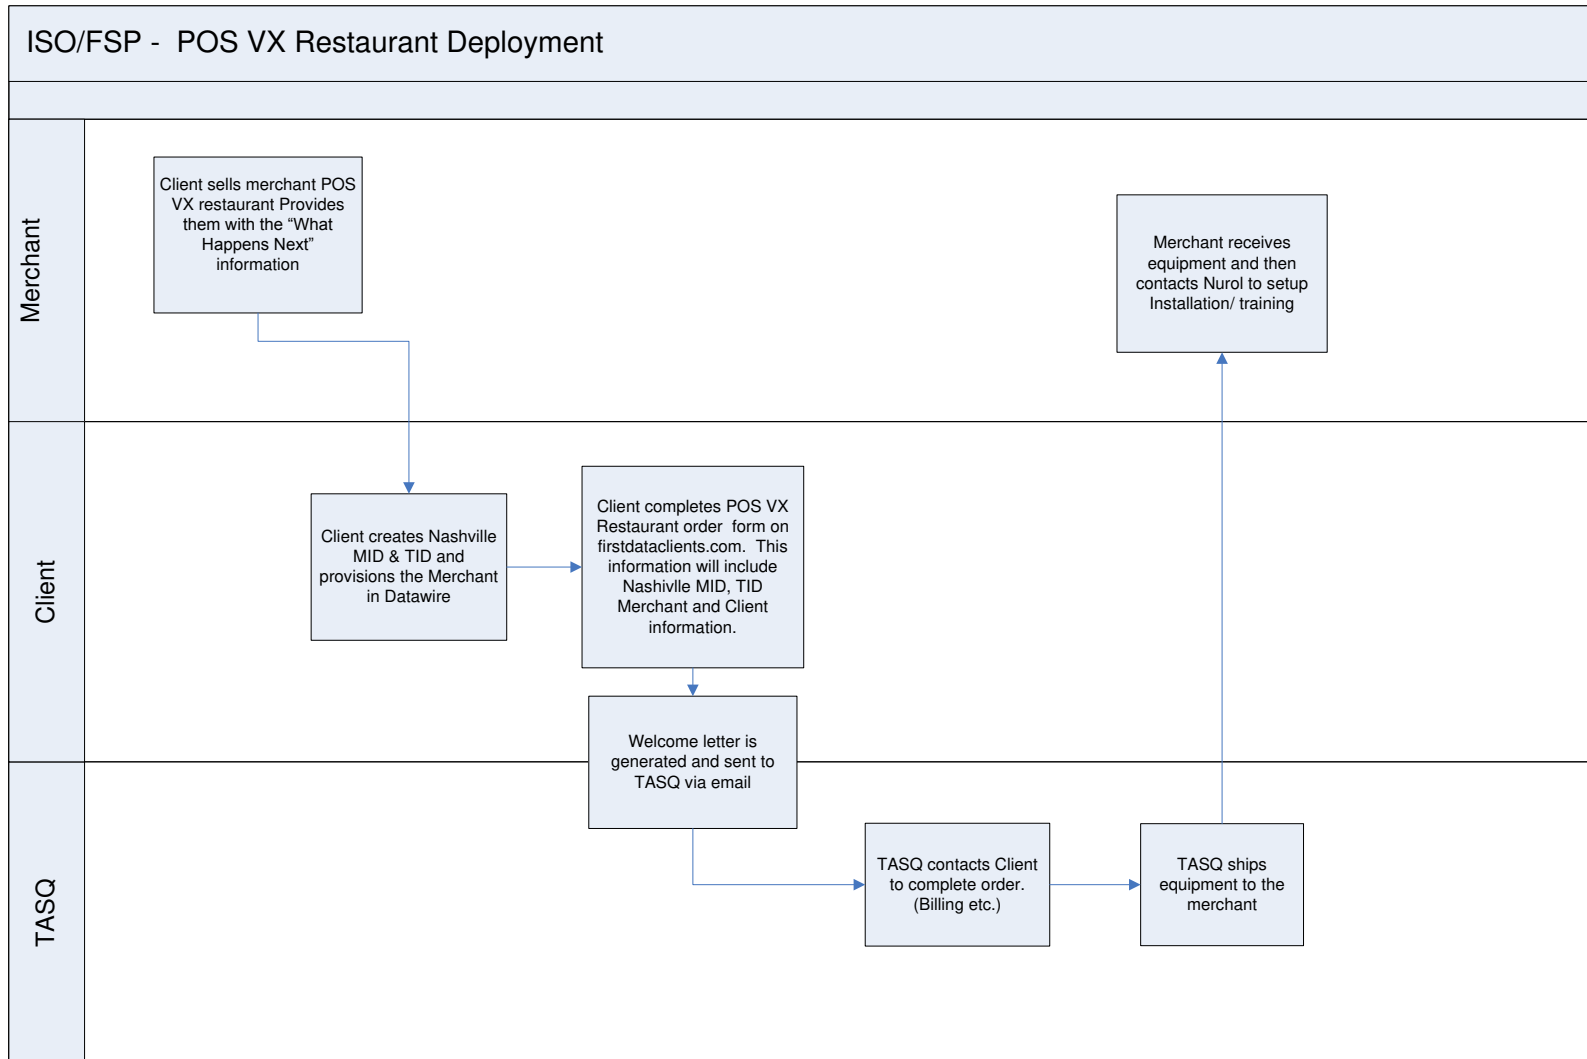 ISO/FSP - POS VX Restaurant Deployment
Merchant
Client sells merchant POS
VX restaurant Provides
them with the “What
Happens Next”
information
Merchant receives
equipment and then
contacts Nurol to setup
Installation/ training
Client
Client creates Nashville
MID & TID and
provisions the Merchant
in Datawire
Client completes POS VX
Restaurant order form on
firstdataclients.com. This
information will include
Nashivlle MID, TID
Merchant and Client
information.
Welcome letter is
generated and sent to
TASQ via email
TASQ
TASQ contacts Client
to complete order.
(Billing etc.)
TASQ ships
equipment to the
merchant